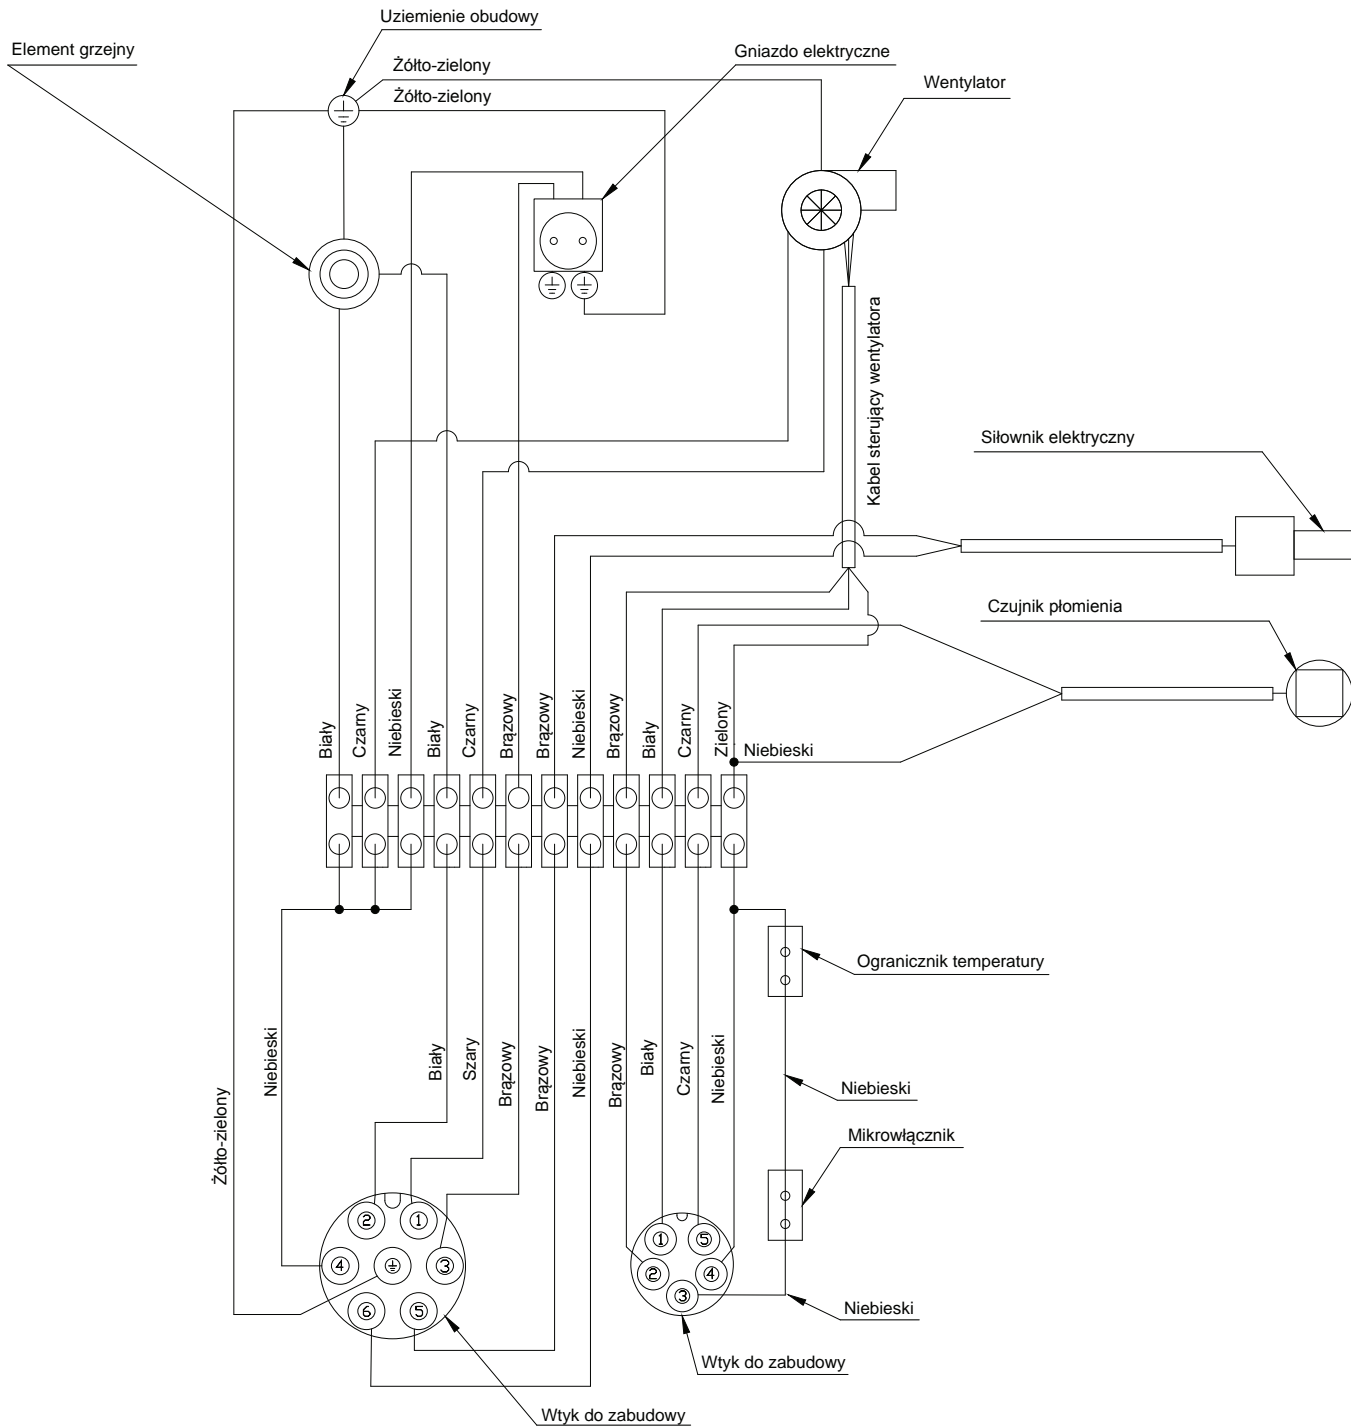 Uziemienie obudowy
Element grzejny
Gniazdo elektryczne
Żółto-zielony
Żółto-zielony
Wentylator
Kabel sterujący wentylatora
Siłownik elektryczny
Czujnik płomienia
Biały
Czarny
Niebieski
Biały
Czarny
Brązowy
Brązowy
Niebieski
Brązowy
Biały
Czarny
Zielony
Niebieski
Ogranicznik temperatury
Żółto-zielony
Niebieski
Biały
Szary
Brązowy
Brązowy
Niebieski
Brązowy
Biały
Czarny
Niebieski
Niebieski
Mikrowłącznik
2 1
4 3
6 5
1 5
2 4
3
Niebieski
Wtyk do zabudowy
Wtyk do zabudowy